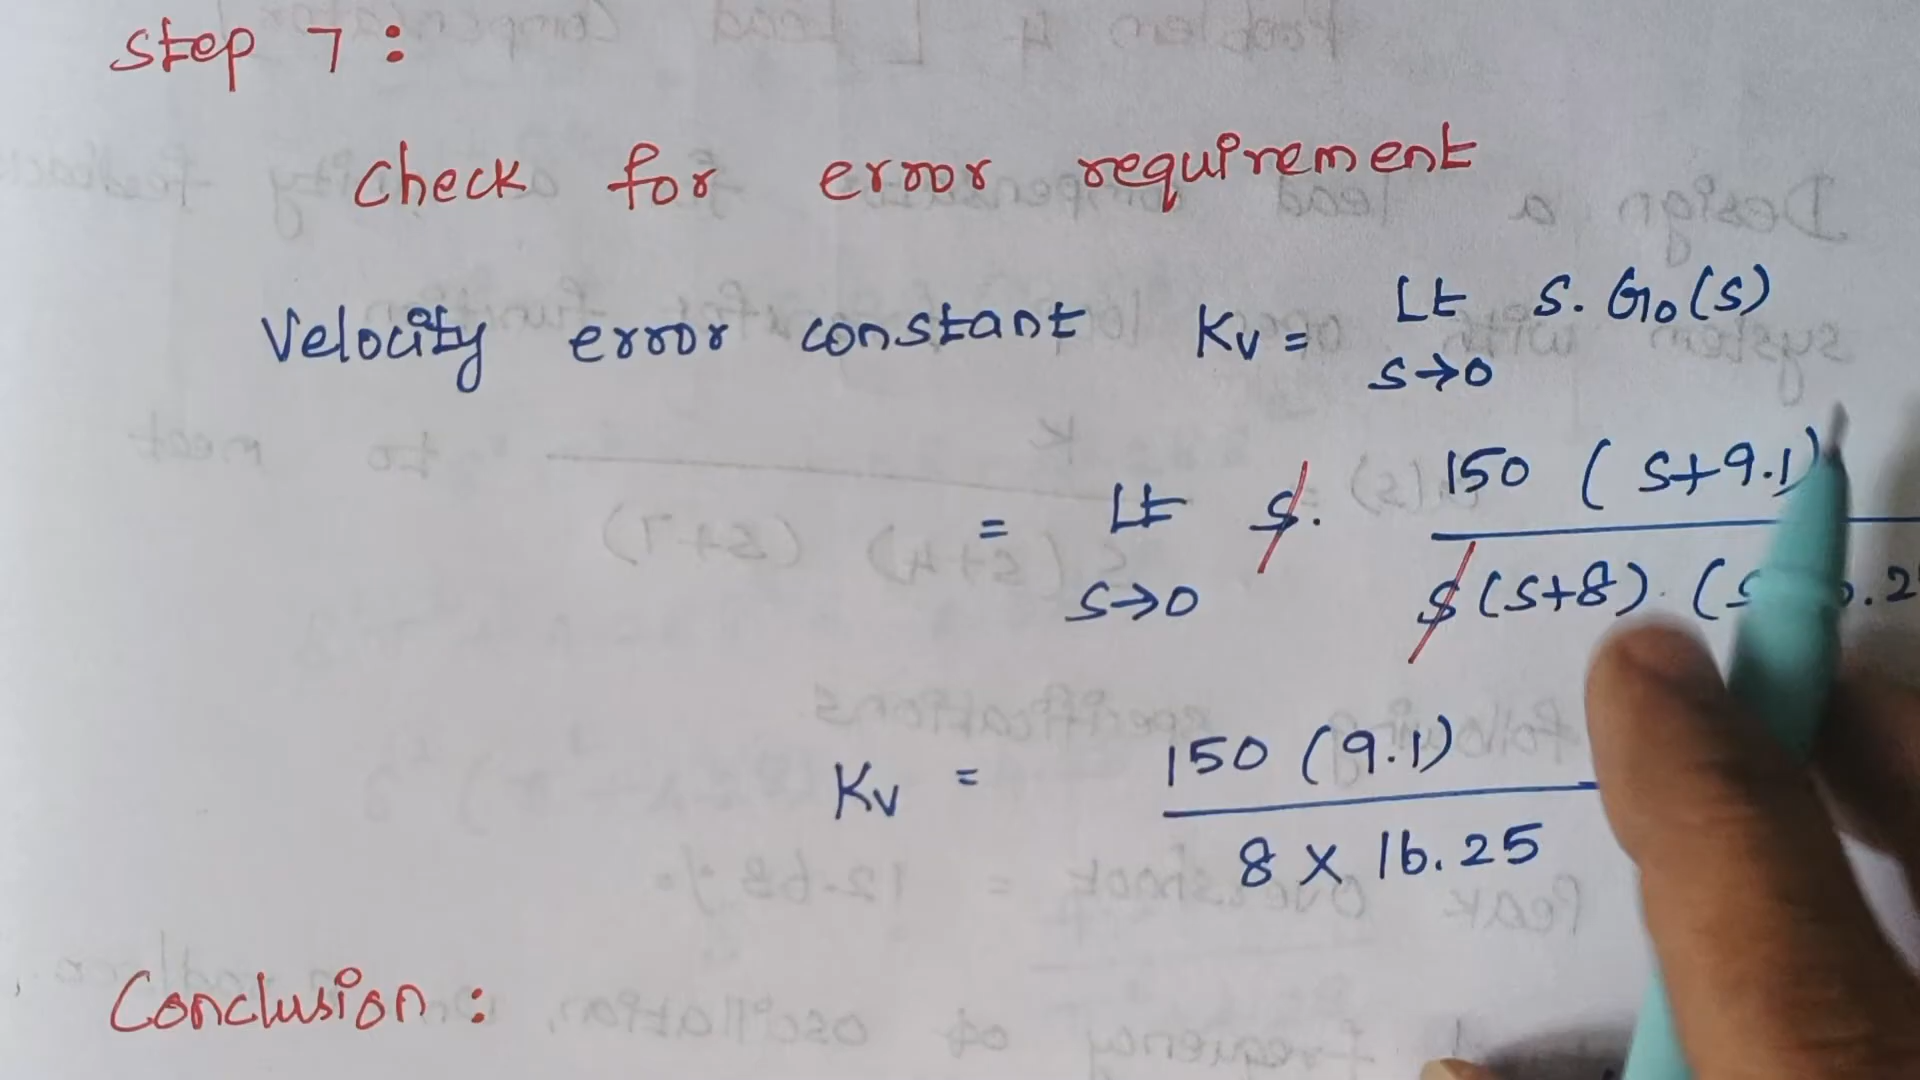 Step 7 :
Check for error requirement
Velocity error constant Kv = Lt s. G0(s)
s→0
= Lt s. 150 (s+9.1)
s→0 s(s+8). (s
Kv = 150 (9.1)
8 x 16.25
Conclusion :